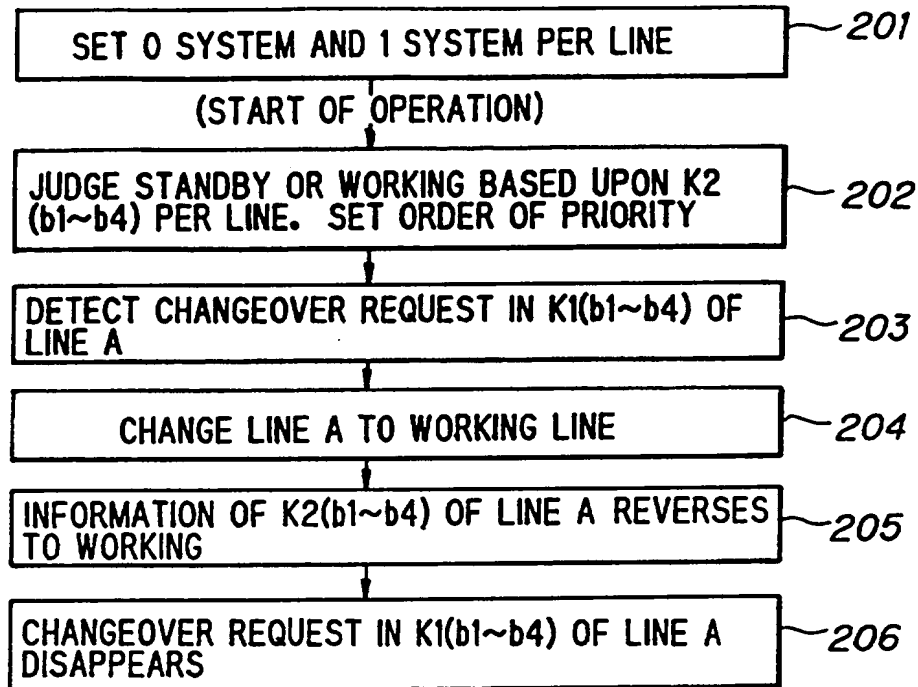 SET 0 SYSTEM AND 1 SYSTEM PER LINE
201
(START OF OPERATION)
JUDGE STANDBY OR WORKING BASED UPON K2
(b1~b4) PER LINE. SET ORDER OF PRIORITY
202
DETECT CHANGEOVER REQUEST IN K1(b1~b4) OF
LINE A
203
CHANGE LINE A TO WORKING LINE
204
INFORMATION OF K2(b1~b4) OF LINE A REVERSES
TO WORKING
205
CHANGEOVER REQUEST IN K1(b1~b4) OF LINE A
DISAPPEARS
206